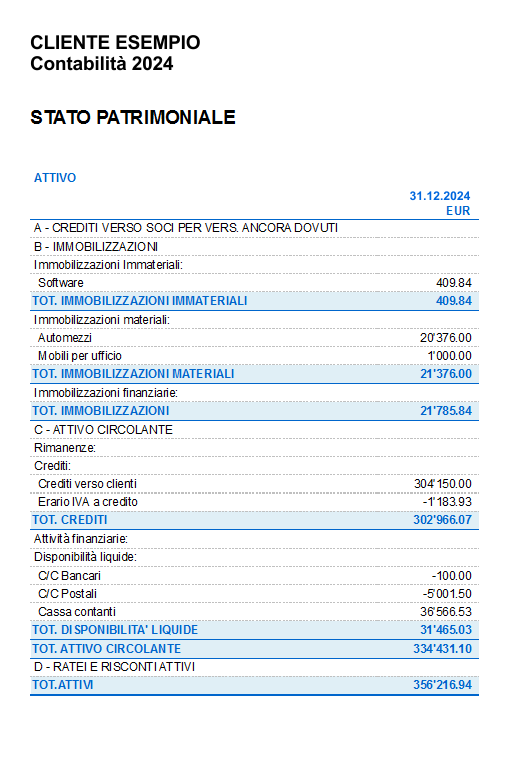 CLIENTE ESEMPIO
Contabilità 2024
STATO PATRIMONIALE
ATTIVO
31.12.2024
EUR
A - CREDITI VERSO SOCI PER VERS. ANCORA DOVUTI
B - IMMOBILIZZAZIONI
Immobilizzazioni Immateriali:
Software 409.84
TOT. IMMOBILIZZAZIONI IMMATERIALI 409.84
Immobilizzazioni materiali:
Automezzi 20'376.00
Mobili per ufficio 1'000.00
TOT. IMMOBILIZZAZIONI MATERIALI 21'376.00
Immobilizzazioni finanziarie:
TOT. IMMOBILIZZAZIONI 21'785.84
C - ATTIVO CIRCOLANTE
Rimanenze:
Crediti:
Crediti verso clienti 304'150.00
Erario IVA a credito -1'183.93
TOT. CREDITI 302'966.07
Attività finanziarie:
Disponibilità liquide:
C/C Bancari -100.00
C/C Postali -5'001.50
Cassa contanti 36'566.53
TOT. DISPONIBILITA' LIQUIDE 31'465.03
TOT. ATTIVO CIRCOLANTE 334'431.10
D - RATEI E RISCONTI ATTIVI
TOT.ATTIVI 356'216.94